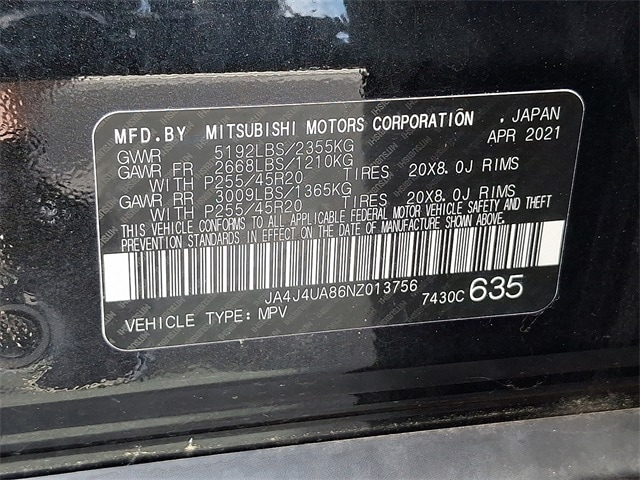 MFD.BY MITSUBISHI MOTORS CORPORATION . JAPAN
GVWR 5192LBS/2355KG APR 2021
GAWR FR 2668LBS/1210KG
WITH P255/45R20 TIRES 20X8.0J RIMS
GAWR RR 3009LBS/1365KG
WITH P255/45R20 TIRES 20X8.0J RIMS
THIS VEHICLE CONFORMS TO ALL APPLICABLE FEDERAL MOTOR VEHICLE SAFETY AND THEFT
PREVENTION STANDARDS IN EFFECT ON THE DATE OF MANUFACTURE SHOWN ABOVE.
JA4J4UA86NZ013756 7430C 635
VEHICLE TYPE: MPV